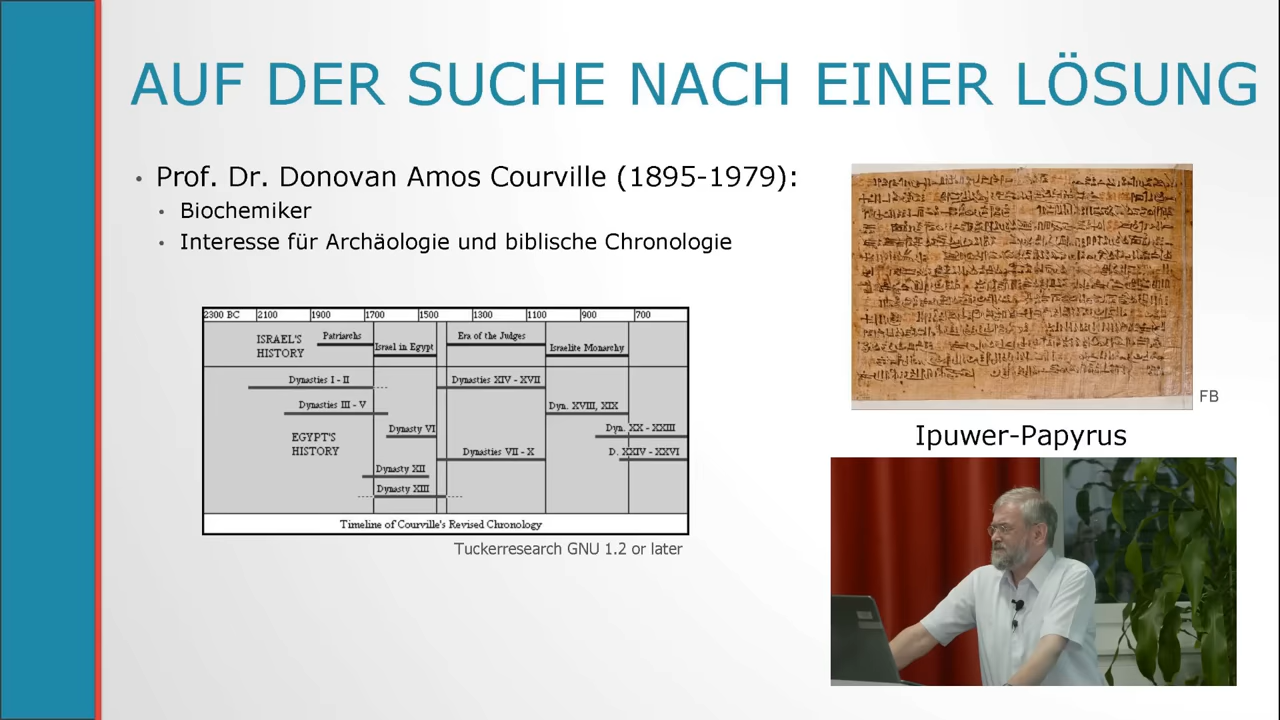 AUF DER SUCHE NACH EINER LÖSUNG
• Prof. Dr. Donovan Amos Courville (1895-1979):
• Biochemiker
• Interesse für Archäologie und biblische Chronologie
2300 BC 2100 1900 1700 1500 1300 1100 900 700
ISRAEL'S HISTORY
Patriarchs
Israel in Egypt
Era of the Judges
Israelite Monarchy
Dynasties I - II
Dynasties XIV - XVII
Dynasties III - V
Dyn. XVIII, XIX
EGYPT'S HISTORY
Dynasty VI
Dyn. XX - XXIII
Dynasties VII - X
D. XXIV - XXVI
Dynasty XII
Dynasty XIII
Timeline of Courville's Revised Chronology
Tuckerresearch GNU 1.2 or later
FB
Ipuwer-Papyrus